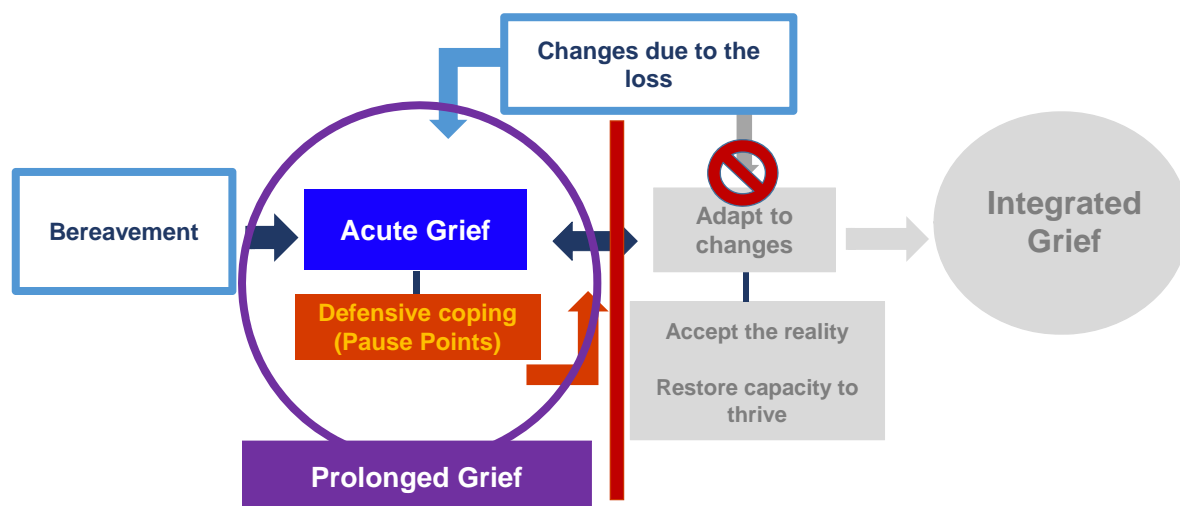 Changes due to the
loss
Bereavement
Acute Grief
Defensive coping
(Pause Points)
Prolonged Grief
Adapt to
changes
Accept the reality
Restore capacity to
thrive
Integrated
Grief